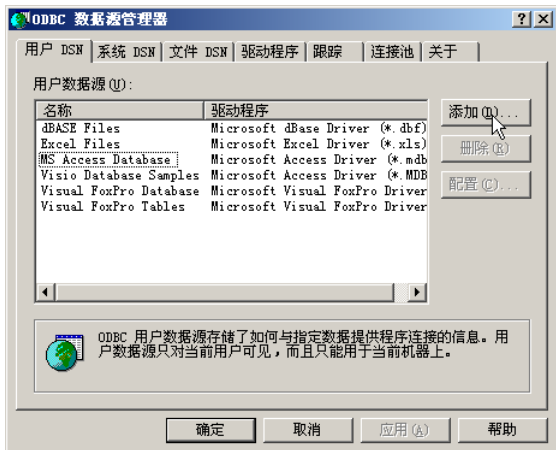 ODBC 数据源管理器
用户 DSN 系统 DSN 文件 DSN 驱动程序 跟踪 连接池 关于
用户数据源(U):
名称 驱动程序
dBASE Files Microsoft dBase Driver (*.dbf)
Excel Files Microsoft Excel Driver (*.xls)
MS Access Database Microsoft Access Driver (*.mdb
Visio Database Samples Microsoft Access Driver (*.MDB
Visual FoxPro Database Microsoft Visual FoxPro Driver
Visual FoxPro Tables Microsoft Visual FoxPro Driver
添加(D)...
删除(R)
配置(C)...
ODBC 用户数据源存储了如何与指定数据提供程序连接的信息。用
户数据源只对当前用户可见，而且只能用于当前机器上。
确定 取消 应用(A) 帮助